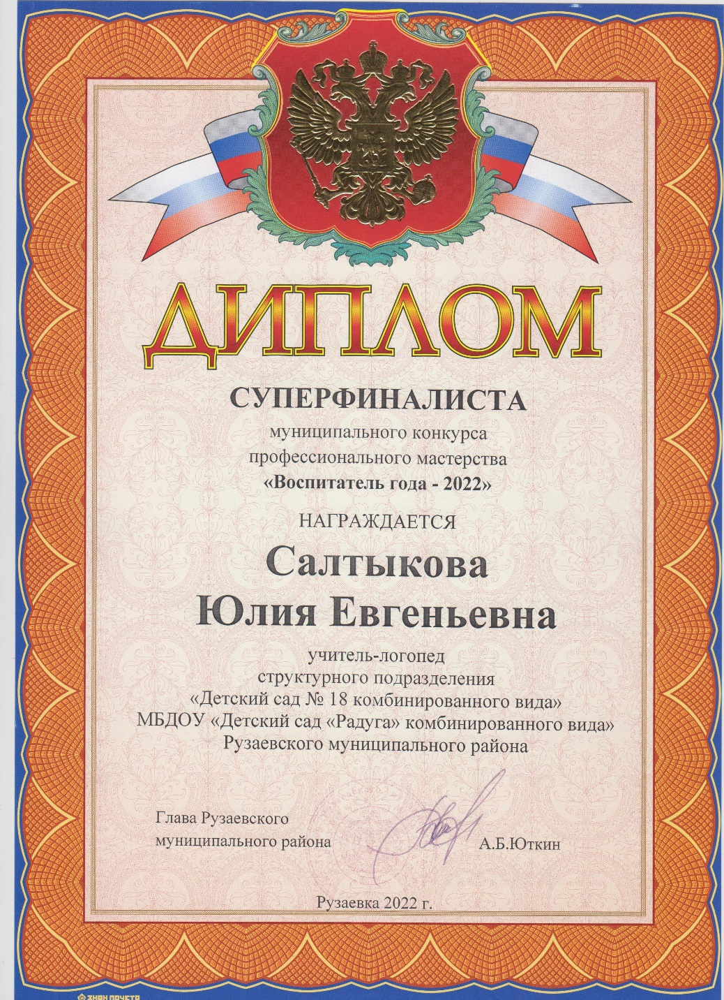 ДИПЛОМ
СУПЕРФИНАЛИСТА
муниципального конкурса
профессионального мастерства
«Воспитатель года - 2022»
НАГРАЖДАЕТСЯ
Салтыкова
Юлия Евгеньевна
учитель-логопед
структурного подразделения
«Детский сад № 18 комбинированного вида»
МБДОУ «Детский сад «Радуга» комбинированного вида»
Рузаевского муниципального района
Глава Рузаевского
муниципального района
А.Б.Юткин
Рузаевка 2022 г.